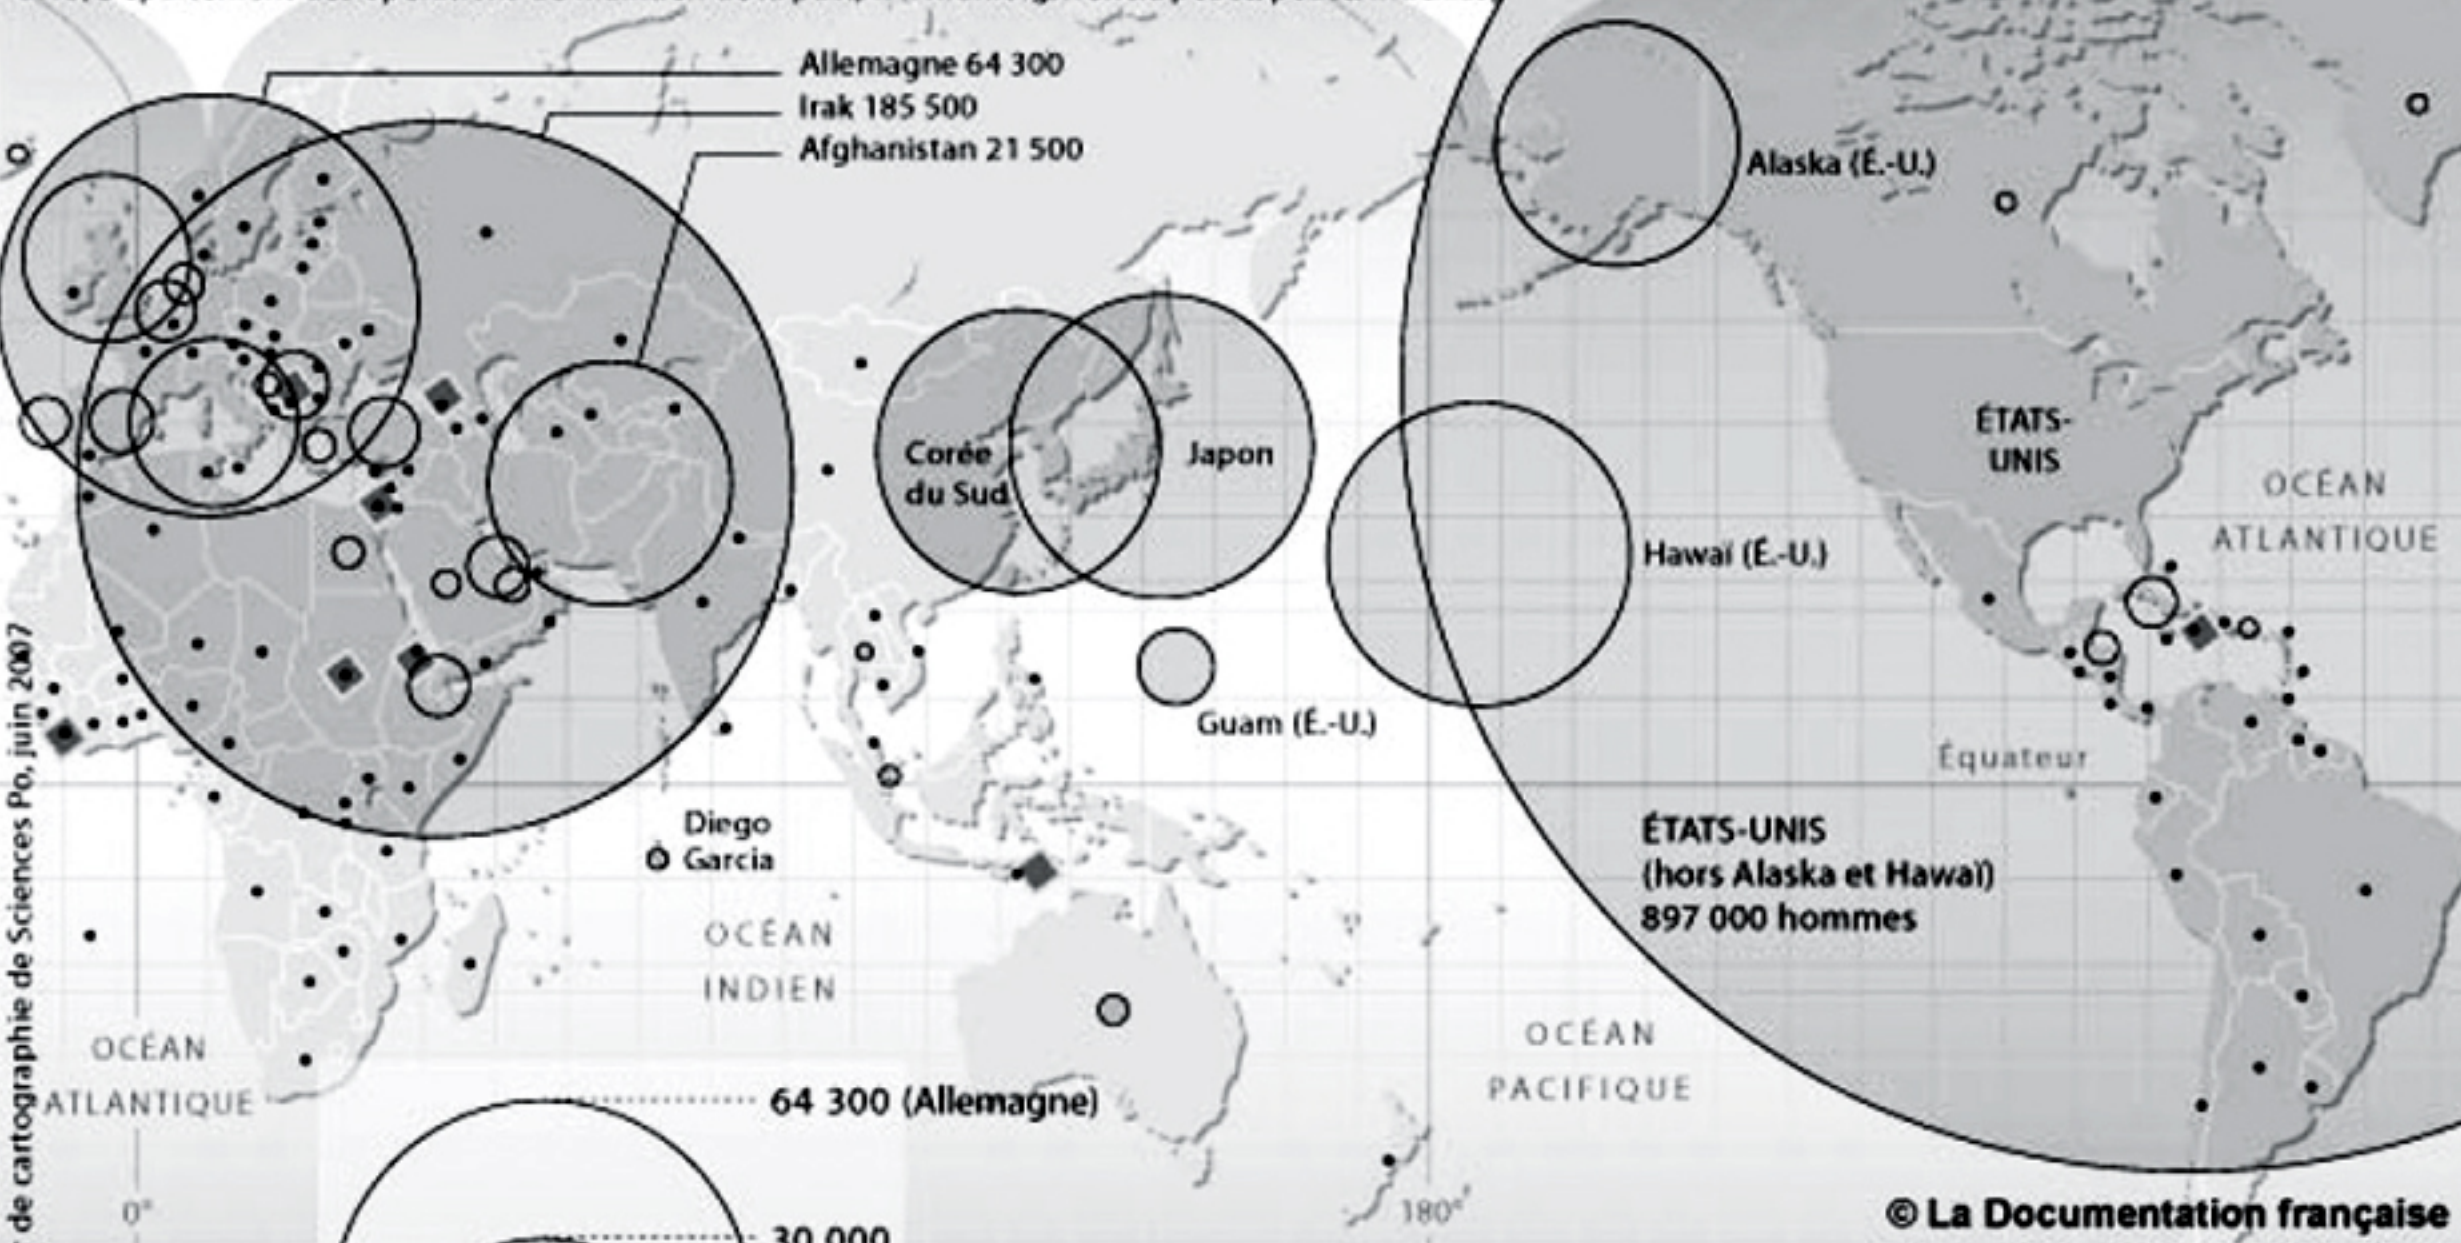 Allemagne 64 300
Irak 185 500
Afghanistan 21 500
Alaska (É.-U.)
Corée
du Sud
Japon
ÉTATS-
UNIS
OCÉAN
ATLANTIQUE
Hawaï (É.-U.)
Guam (É.-U.)
Équateur
Diego
Garcia
ÉTATS-UNIS
(hors Alaska et Hawaï)
897 000 hommes
OCÉAN
INDIEN
OCÉAN
ATLANTIQUE
OCÉAN
PACIFIQUE
64 300 (Allemagne)
30 000
0°
180°
© La Documentation française
de cartographie de Sciences Po, juin 2007